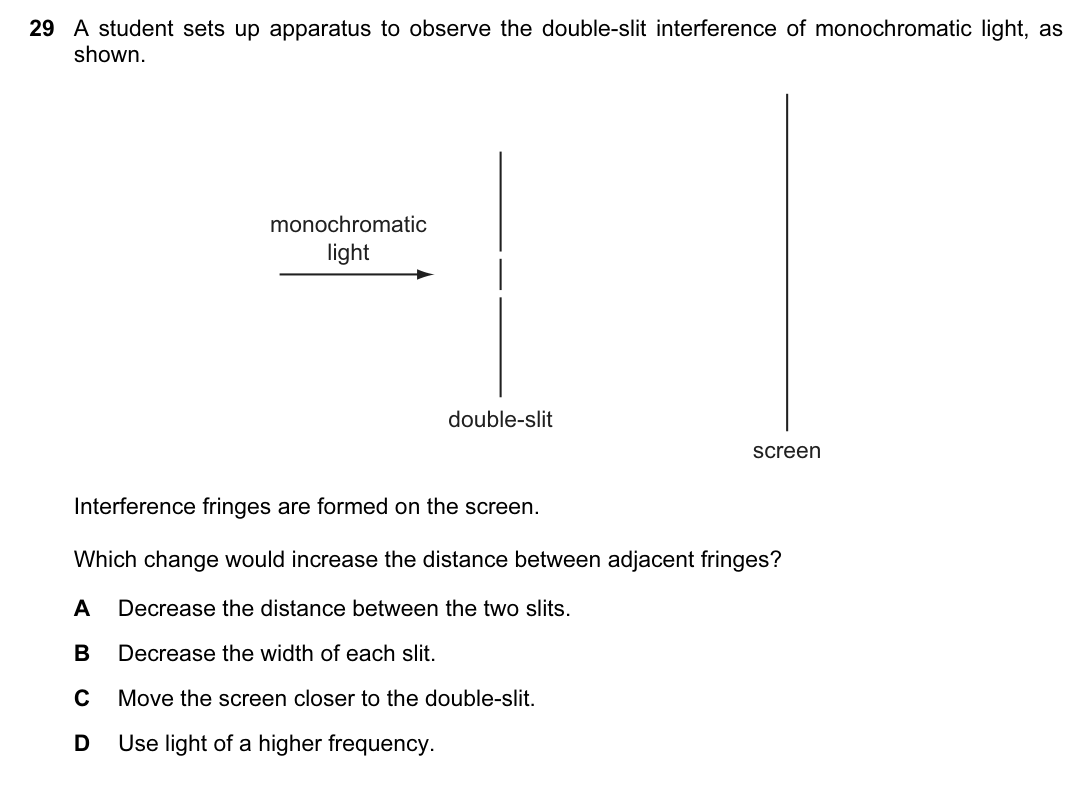 29 A student sets up apparatus to observe the double-slit interference of monochromatic light, as
shown.
monochromatic
light
double-slit
screen
Interference fringes are formed on the screen.
Which change would increase the distance between adjacent fringes?
A Decrease the distance between the two slits.
B Decrease the width of each slit.
C Move the screen closer to the double-slit.
D Use light of a higher frequency.